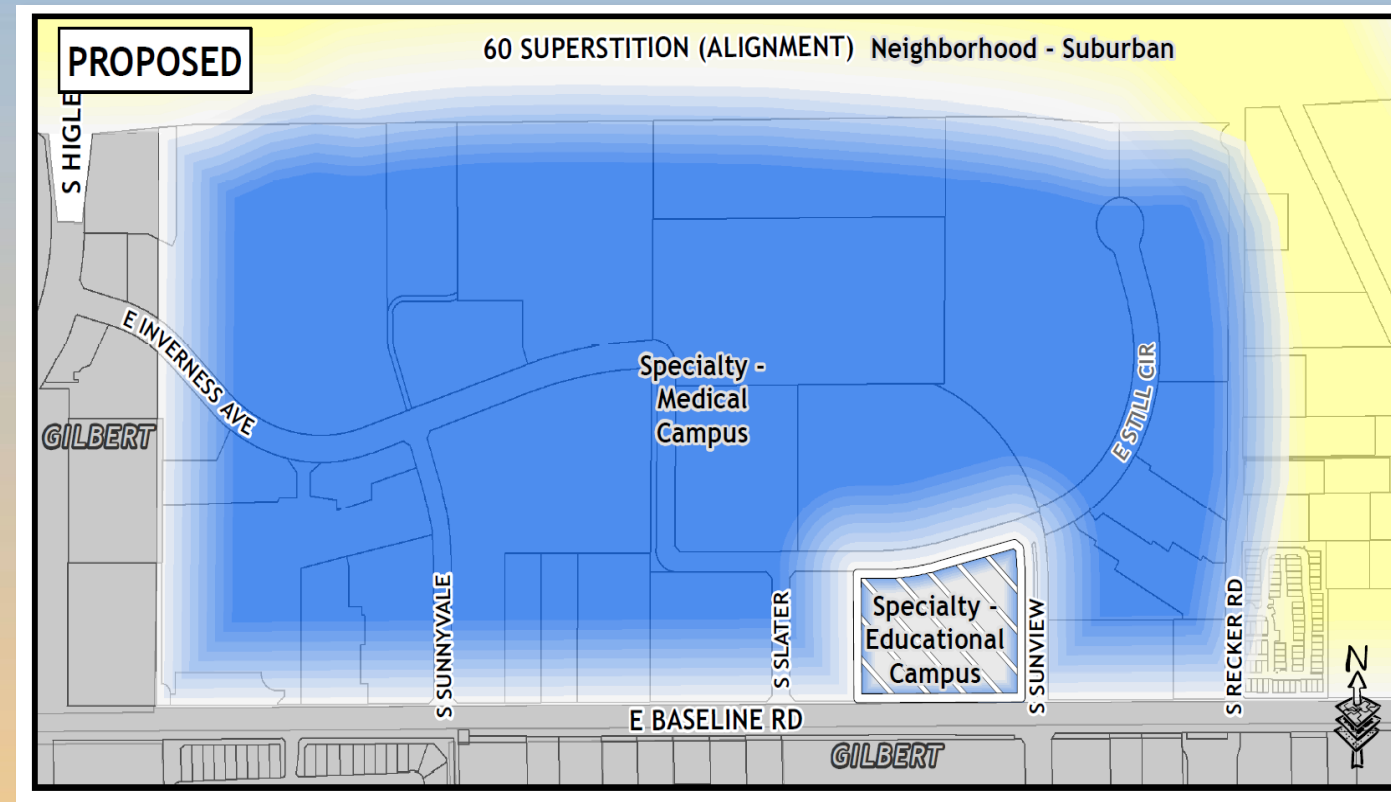 PROPOSED
60 SUPERSTITION (ALIGNMENT) Neighborhood - Suburban
S HIGLE
E INVERNESS AVE
GILBERT
Specialty -
Medical
Campus
E STILL CIR
S SUNNYVALE
S SLATER
Specialty -
Educational
Campus
S SUNVIEW
S RECKER RD
N
E BASELINE RD
GILBERT